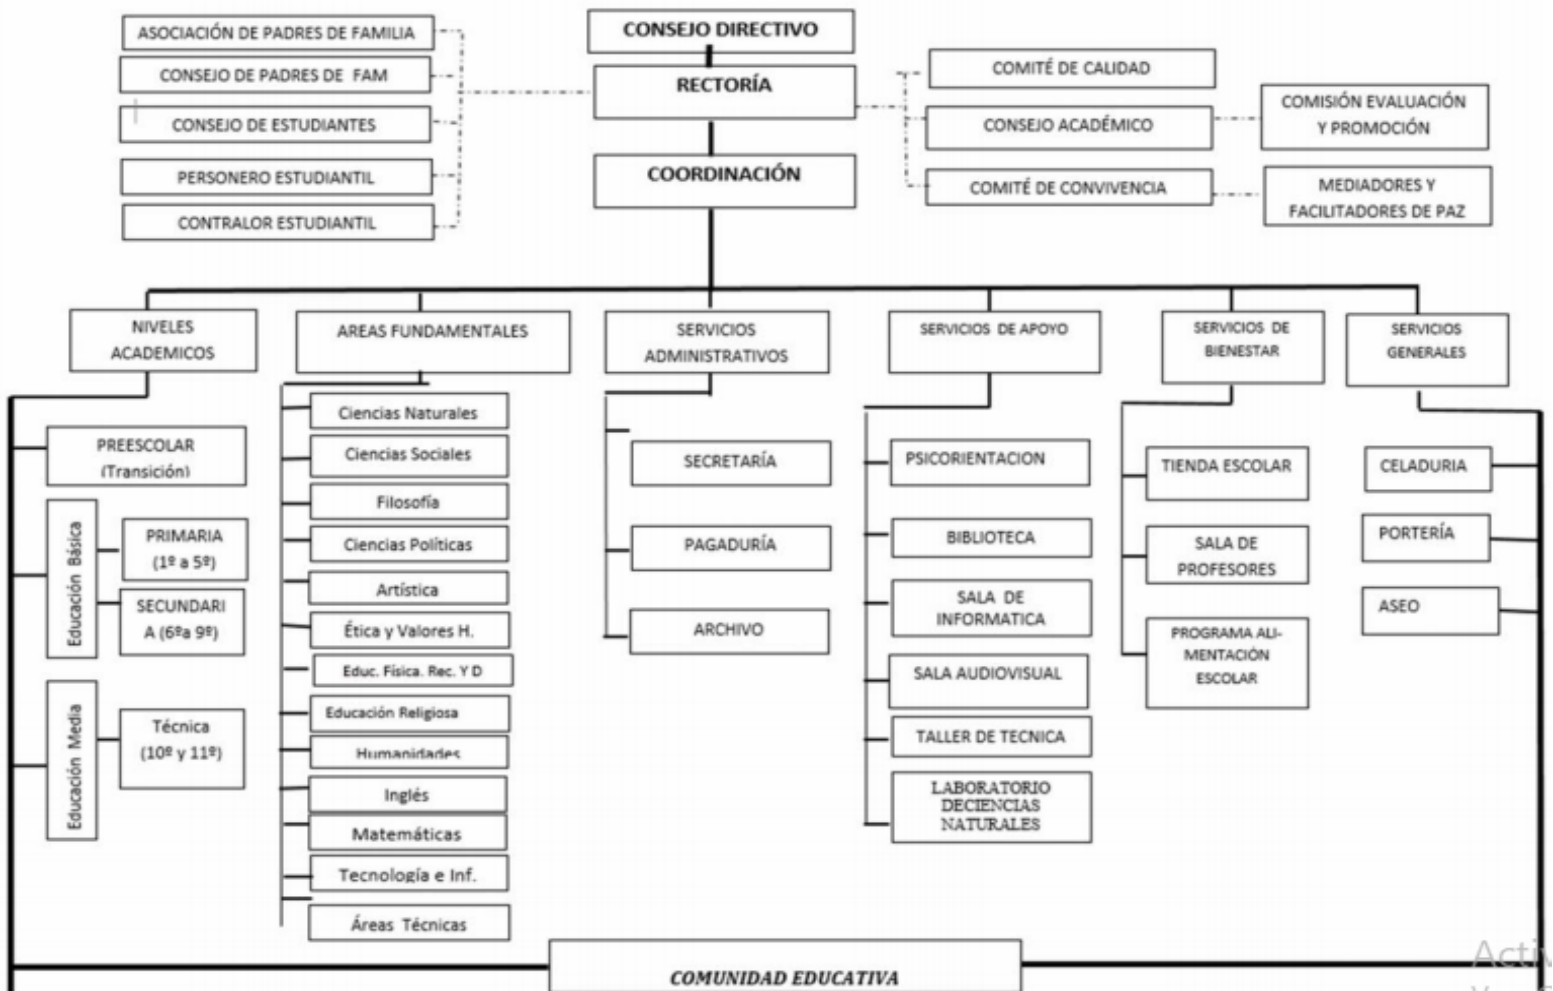 ASOCIACIÓN DE PADRES DE FAMILIA
CONSEJO DE PADRES DE FAM
CONSEJO DE ESTUDIANTES
PERSONERO ESTUDIANTIL
CONTRALOR ESTUDIANTIL
CONSEJO DIRECTIVO
RECTORÍA
COORDINACIÓN
COMITÉ DE CALIDAD
CONSEJO ACADÉMICO
COMITÉ DE CONVIVENCIA
COMISIÓN EVALUACIÓN
Y PROMOCIÓN
MEDIADORES Y
FACILITADORES DE PAZ
NIVELES
ACADEMICOS
PREESCOLAR
(Transición)
Educación Básica
PRIMARIA
(1º a 5º)
SECUNDARI
A (6ºa 9º)
Educación Media
Técnica
(10º y 11º)
AREAS FUNDAMENTALES
Ciencias Naturales
Ciencias Sociales
Filosofía
Ciencias Políticas
Artística
Ética y Valores H.
Educ. Física. Rec. Y D
Educación Religiosa
Humanidades
Inglés
Matemáticas
Tecnología e Inf.
Áreas Técnicas
SERVICIOS
ADMINISTRATIVOS
SECRETARÍA
PAGADURÍA
ARCHIVO
SERVICIOS DE APOYO
PSICORIENTACION
BIBLIOTECA
SALA DE
INFORMATICA
SALA AUDIOVISUAL
TALLER DE TECNICA
LABORATORIO
DECIENCIAS
NATURALES
SERVICIOS DE
BIENESTAR
TIENDA ESCOLAR
SALA DE
PROFESORES
PROGRAMA ALI-
MENTACIÓN
ESCOLAR
SERVICIOS
GENERALES
CELADURIA
PORTERÍA
ASEO
COMUNIDAD EDUCATIVA